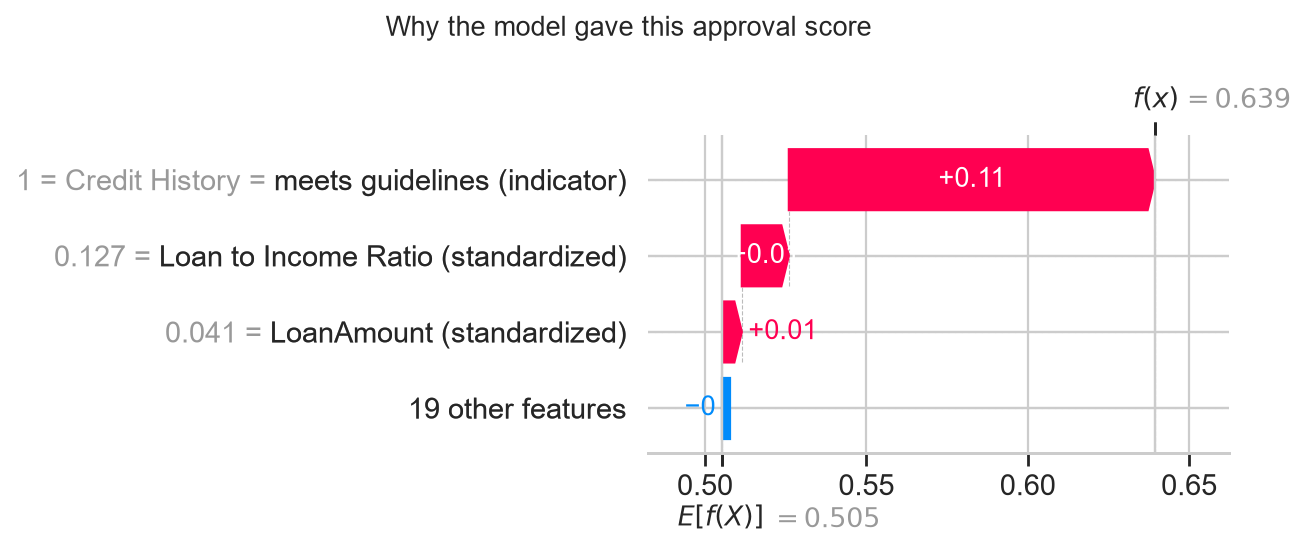 Why the model gave this approval score
f(x) = 0.639
1 = Credit History = meets guidelines (indicator)
+0.11
0.127 = Loan to Income Ratio (standardized)
0.041 = LoanAmount (standardized)
+0.01
19 other features
−0
0.50 0.55 0.60 0.65
E[f(X)] = 0.505